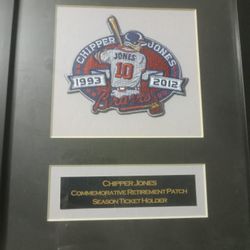 CHIPPER JONES
JONES
10
1993 2012
Braves
CHIPPER JONES
COMMEMORATIVE RETIREMENT PATCH
SEASON TICKET HOLDER